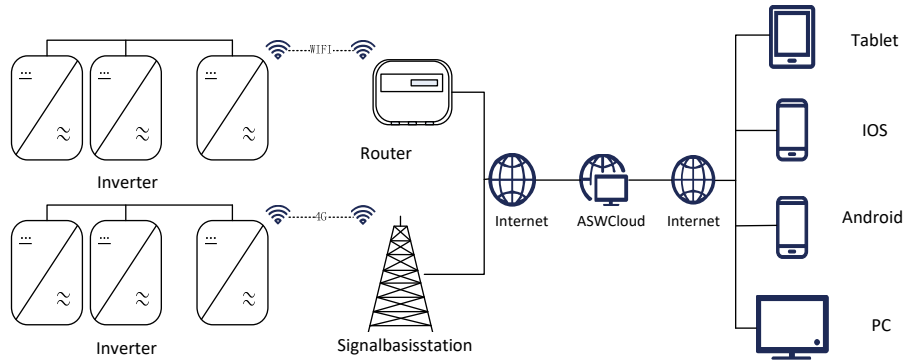 WIFI
Router
Inverter
4G
Inverter
Signalbasisstation
Internet
ASWCloud
Internet
Tablet
IOS
Android
PC